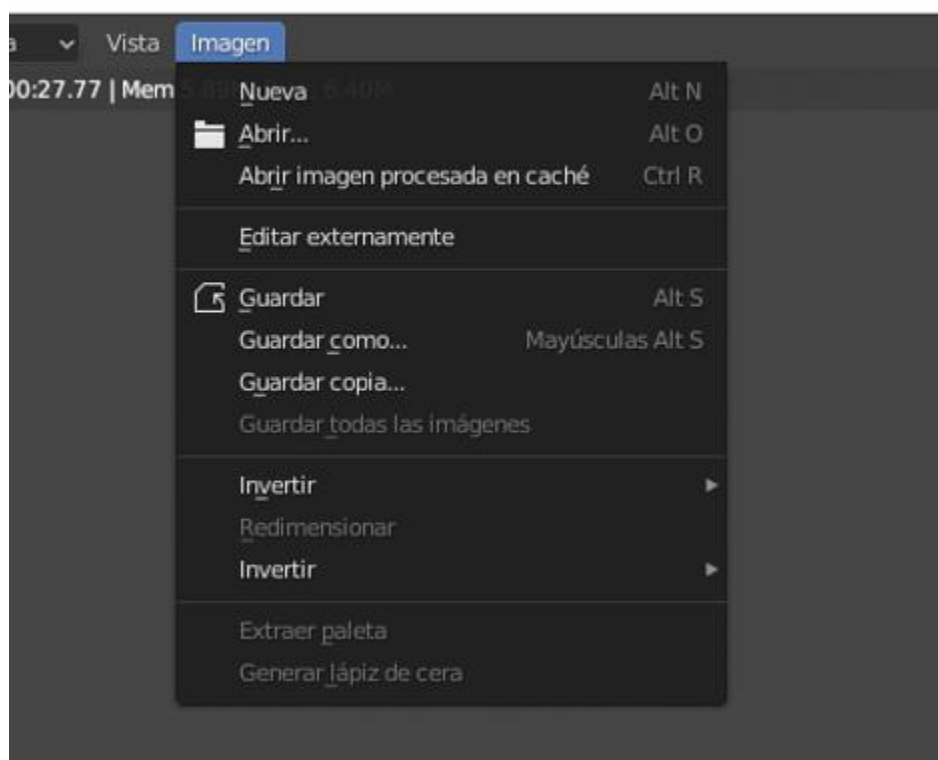 Vista Imagen
00:27.77 | Mem
Nueva Alt N
Abrir... Alt O
Abrir imagen procesada en caché Ctrl R
Editar externamente
Guardar Alt S
Guardar como... Mayúsculas Alt S
Guardar copia...
Guardar todas las imágenes
Invertir
Redimensionar
Invertir
Extraer paleta
Generar lápiz de cera